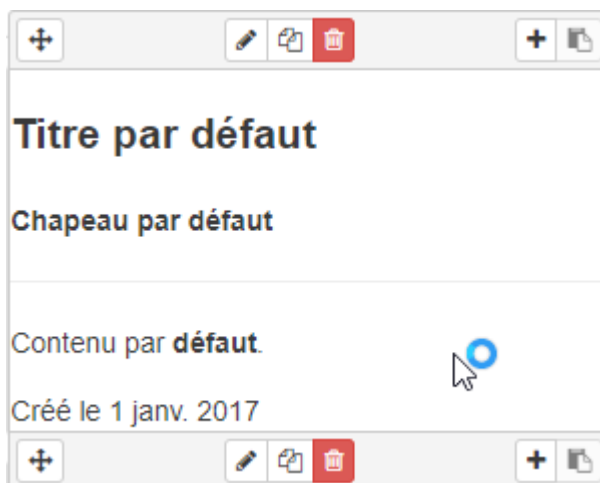 Titre par défaut
Chapeau par défaut
Contenu par défaut.
Créé le 1 janv. 2017